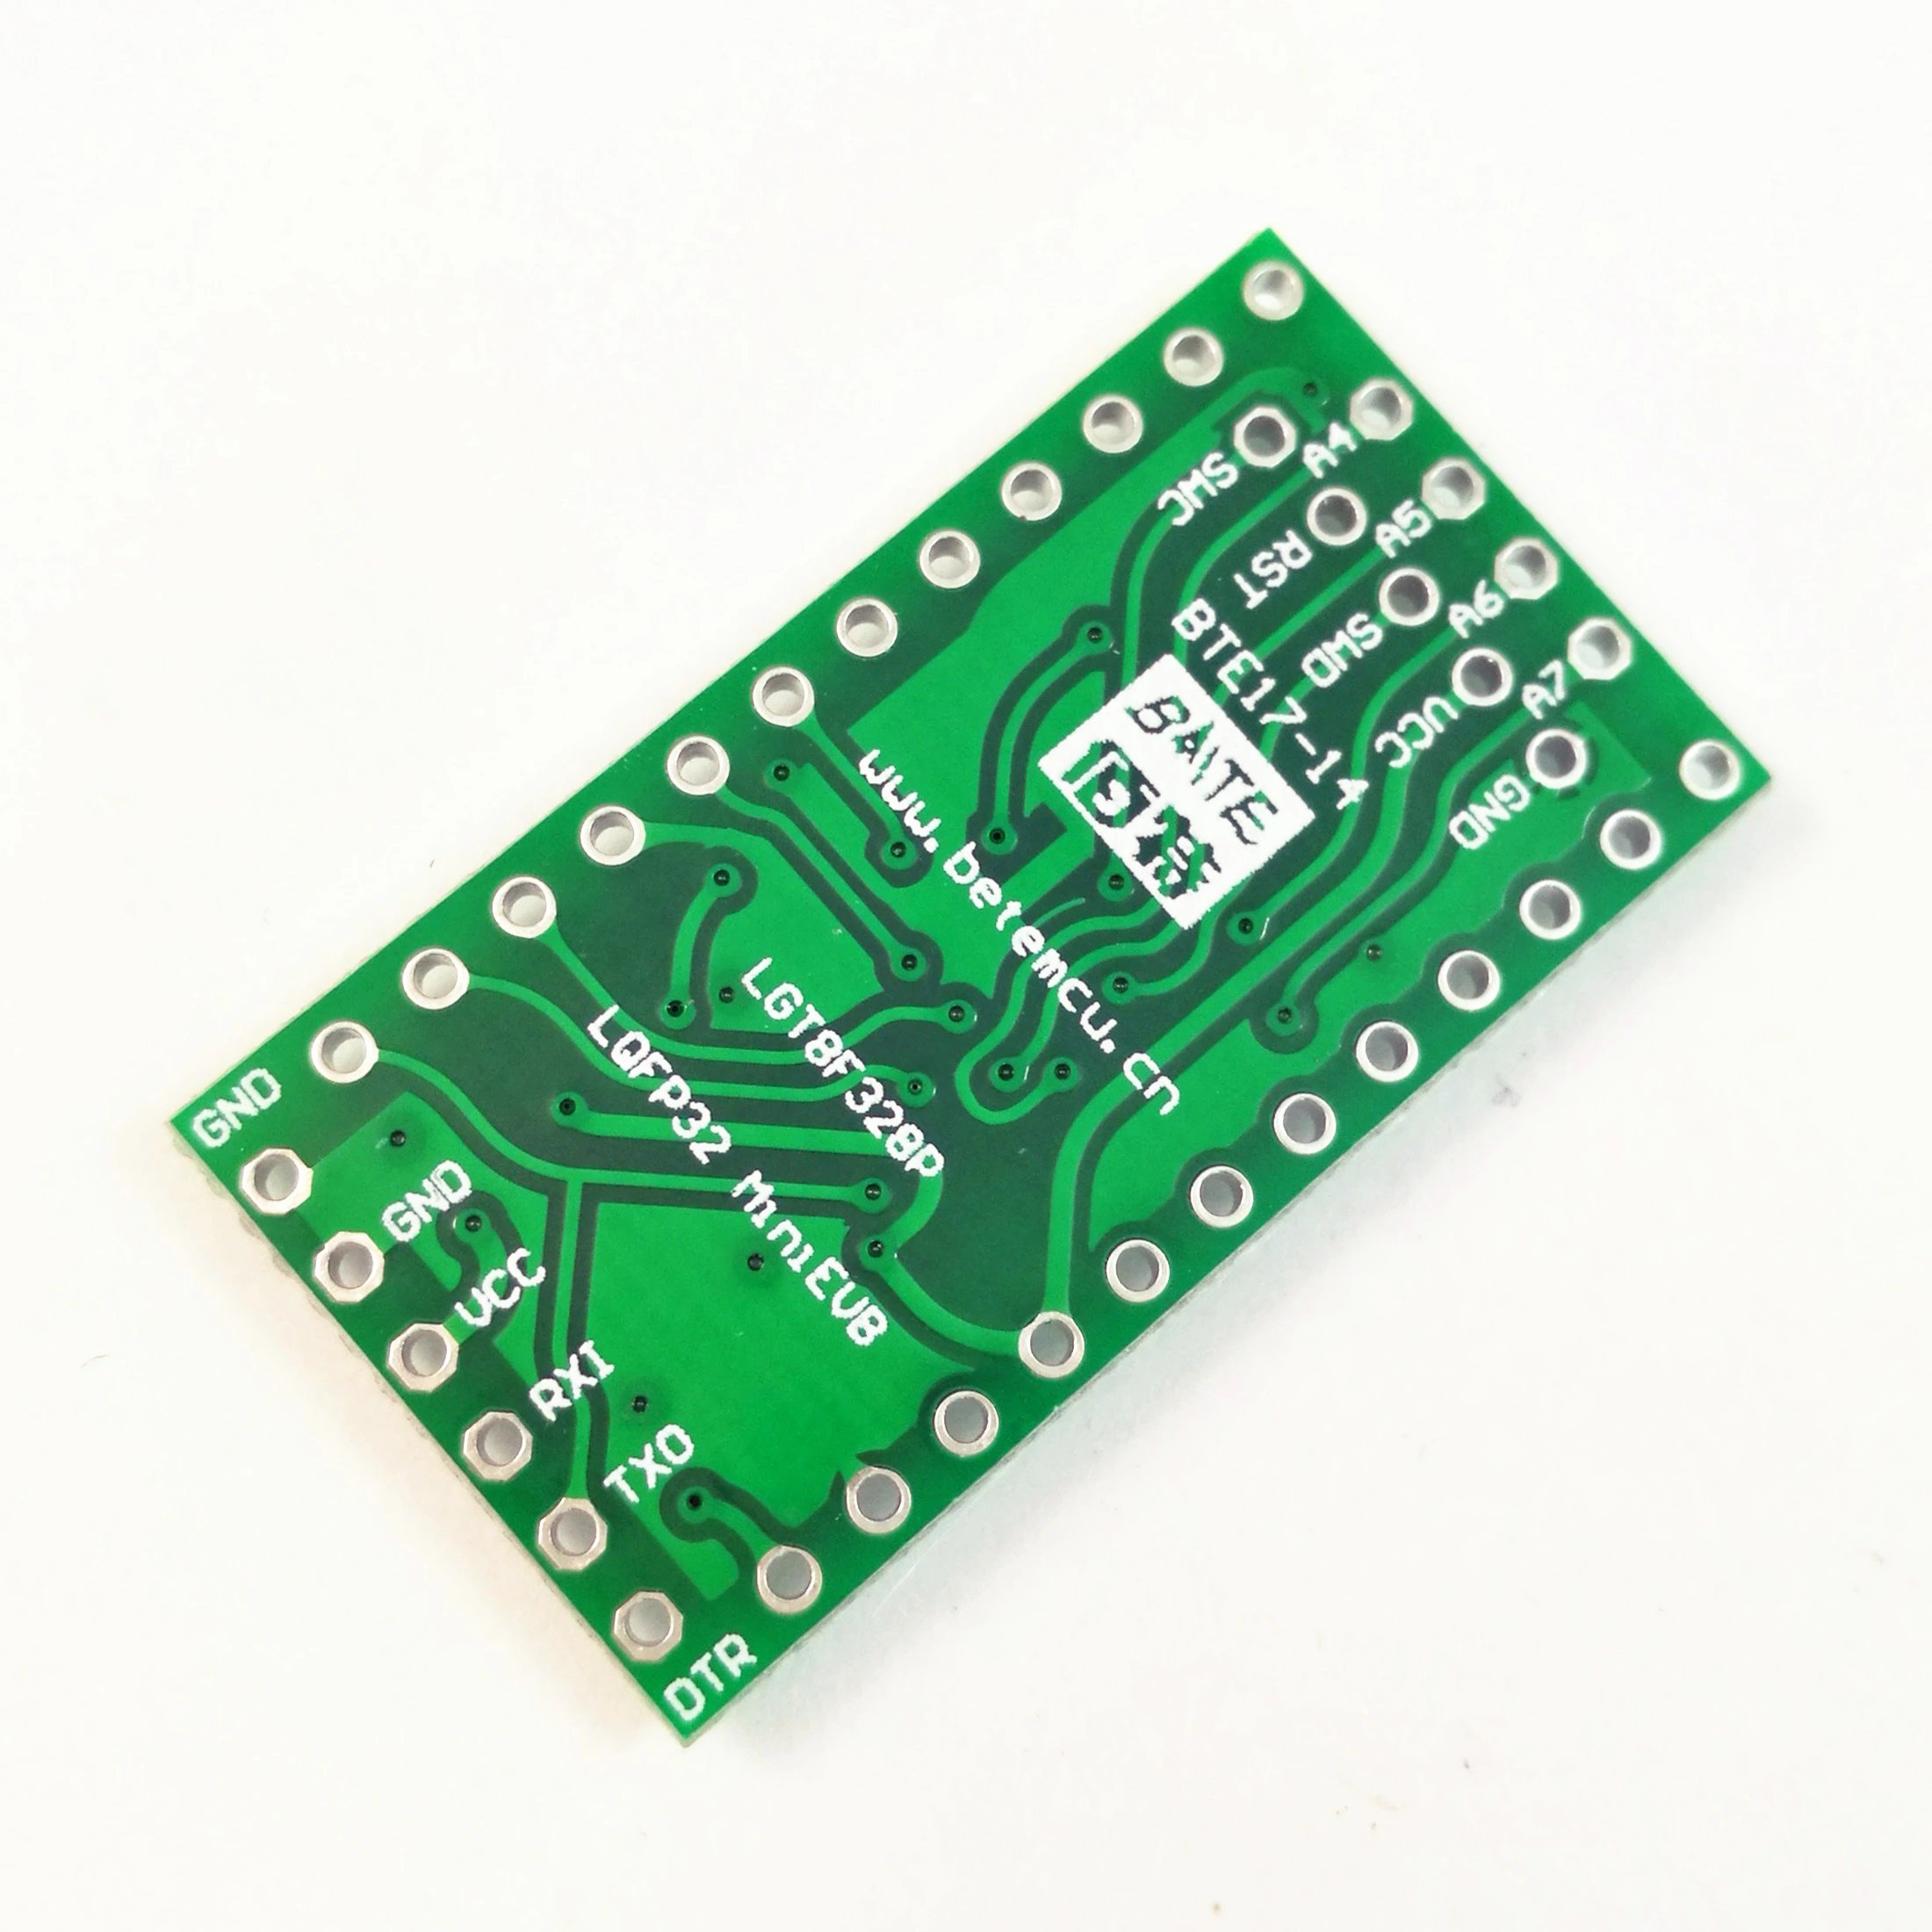 A4
A5
A6
A7
SWC
RST
SWD
VCC
GND
BTE17-14
BATE
www.betemcu.cn
LGT8F328P
LQFP32 MiniEVB
GND
GND
VCC
RXI
TXO
DTR